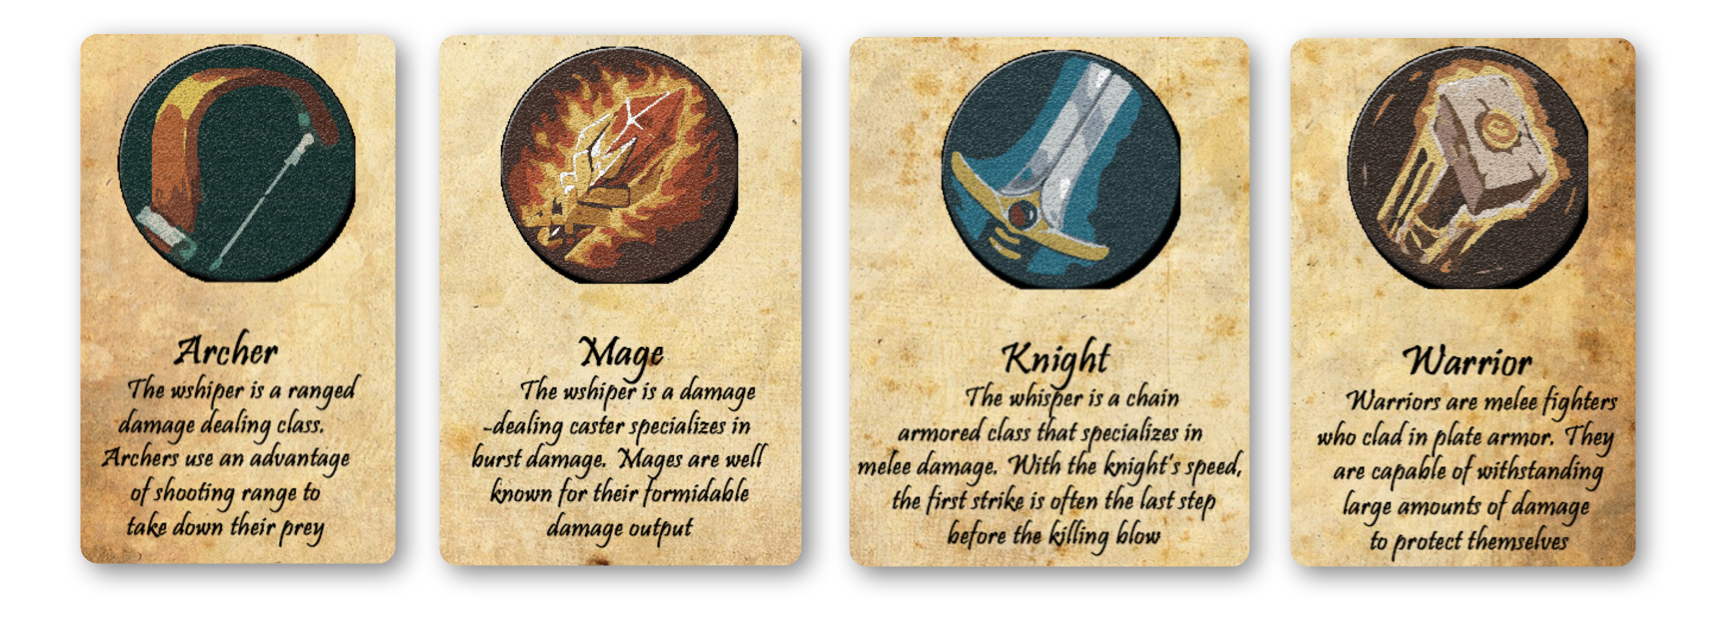 Archer
The wshiper is a ranged
damage dealing class.
Archers use an advantage
of shooting range to
take down their prey
Mage
The wshiper is a damage
-dealing caster specializes in
burst damage. Mages are well
known for their formidable
damage output
Knight
The whisper is a chain
armored class that specializes in
melee damage. With the knight's speed,
the first strike is often the last step
before the killing blow
Warrior
Warriors are melee fighters
who clad in plate armor. They
are capable of withstanding
large amounts of damage
to protect themselves